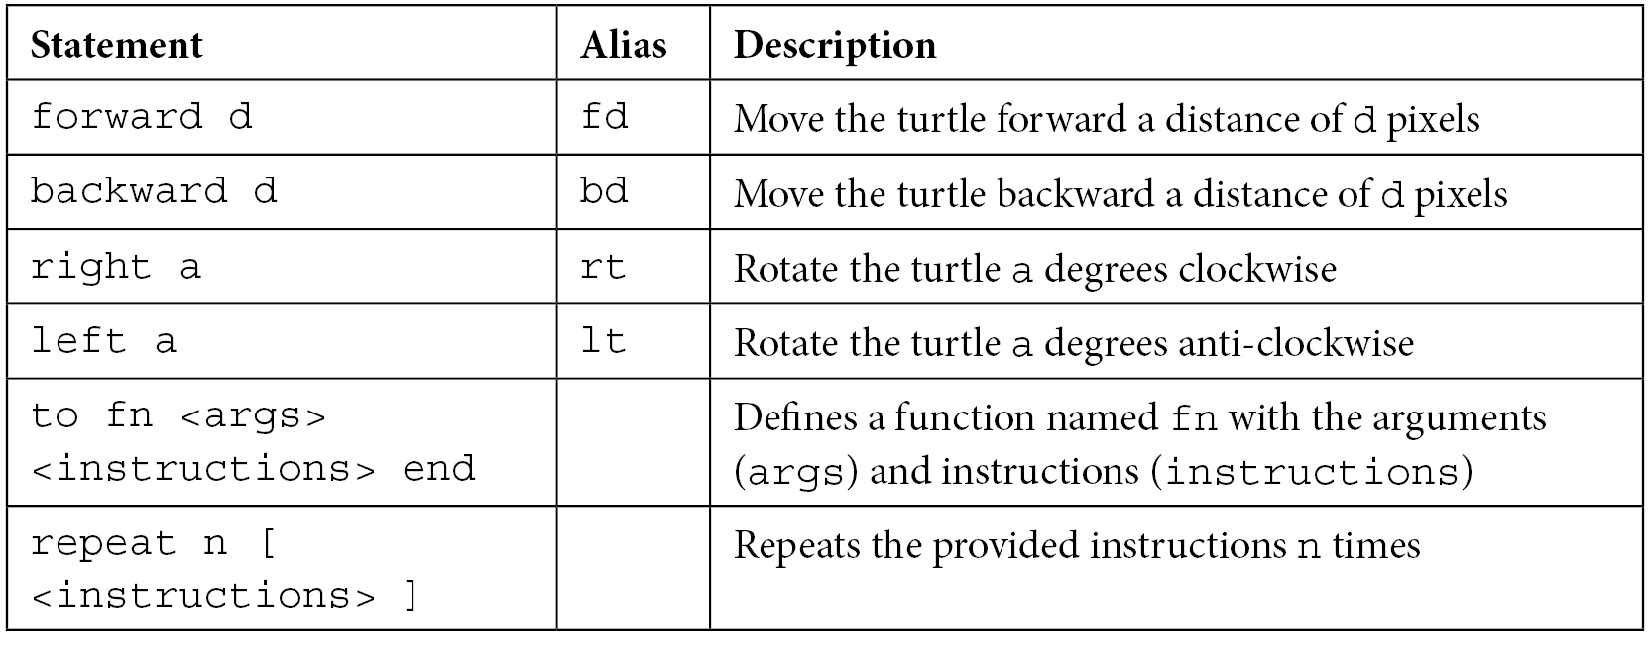 Statement Alias Description
forward d fd Move the turtle forward a distance of d pixels
backward d bd Move the turtle backward a distance of d pixels
right a rt Rotate the turtle a degrees clockwise
left a lt Rotate the turtle a degrees anti-clockwise
to fn <args> Defines a function named fn with the arguments
<instructions> end (args) and instructions (instructions)
repeat n [ Repeats the provided instructions n times
<instructions> ]